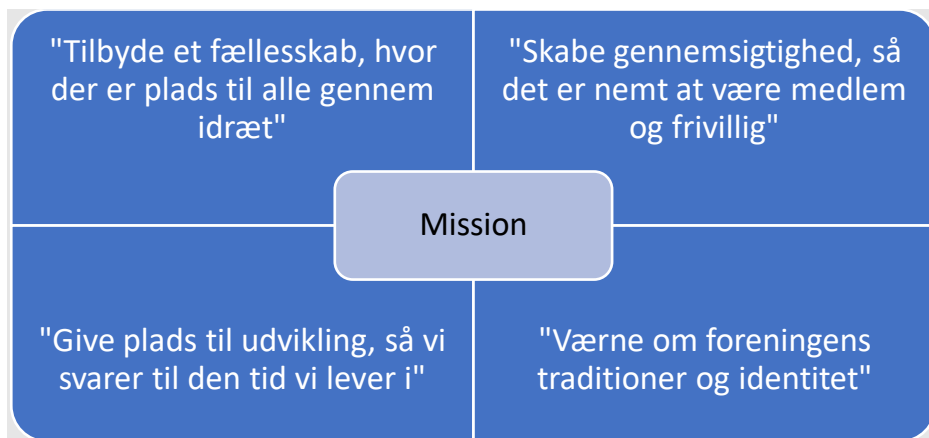 "Tilbyde et fællesskab, hvor
der er plads til alle gennem
idræt"
"Skabe gennemsigtighed, så
det er nemt at være medlem
og frivillig"
Mission
"Give plads til udvikling, så vi
svarer til den tid vi lever i"
"Værne om foreningens
traditioner og identitet"